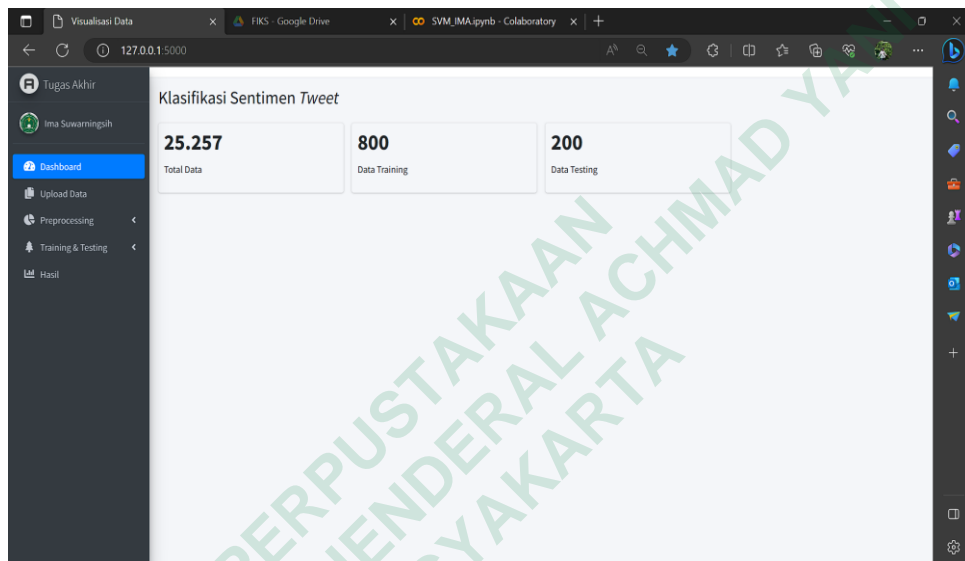 Visualisasi Data
FIKS - Google Drive
SVM_IMA.ipynb - Colaboratory
127.0.0.1:5000
Tugas Akhir
Ima Suwarningsih
Dashboard
Upload Data
Preprocessing
Training & Testing
Hasil
Klasifikasi Sentimen Tweet
25.257
Total Data
800
Data Training
200
Data Testing
PERPUSTAKAAN
JENDERAL ACHMAD YANI
YAKARTA